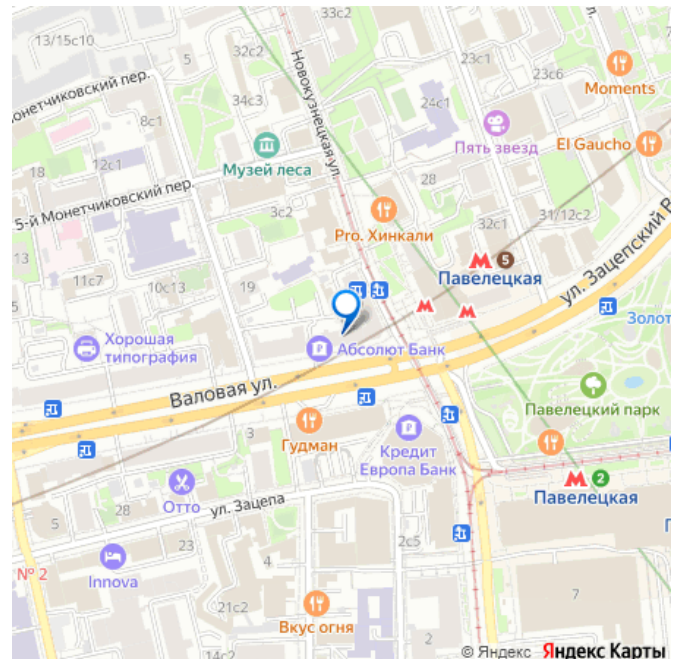 33с2
13/15с10
5
32с2
23с1
23с6
Moments
онетчиковский пер.
34с3
Новокузнецкая ул.
24с1
8с1
Пять звезд
El Gaucho
Музей леса
18
12с1
28
5-й Монетчиковский пер.
3с2
Pro. Хинкали
32с1
31/12с2
5
Павелецкая
ул. Зацепский В
11с7
10с13
19
Золот
Хорошая
типография
Абсолют Банк
Валовая ул.
Павелецкий парк
Гудман
3
Кредит
Европа Банк
2
Павелецкая
Отто
ул. Зацепа
5
28
23
2с5
№ 2
Innova
4
7
21с2
Вкус огня
2
14с2
© Яндекс Яндекс Карты